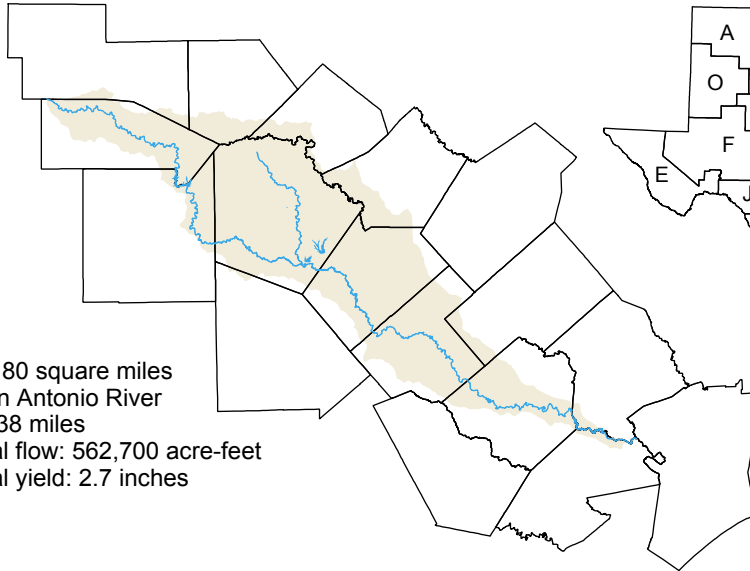 A
O
F
E
J
80 square miles
n Antonio River
38 miles
al flow: 562,700 acre-feet
al yield: 2.7 inches